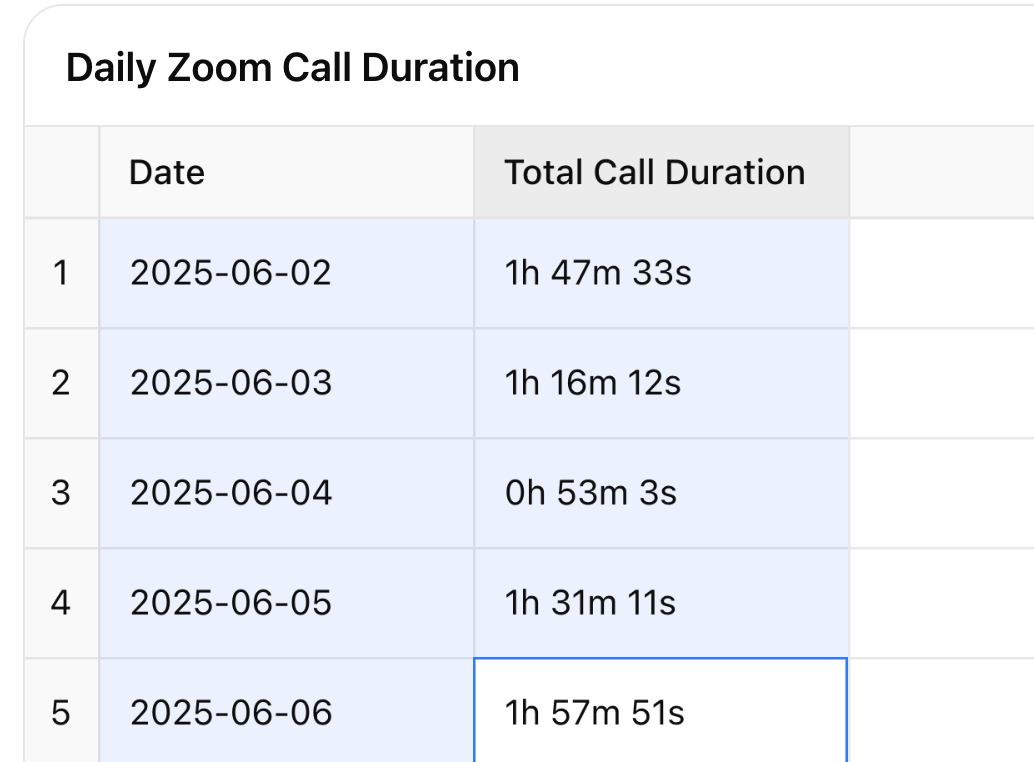 Daily Zoom Call Duration
Date Total Call Duration
1 2025-06-02 1h 47m 33s
2 2025-06-03 1h 16m 12s
3 2025-06-04 0h 53m 3s
4 2025-06-05 1h 31m 11s
5 2025-06-06 1h 57m 51s